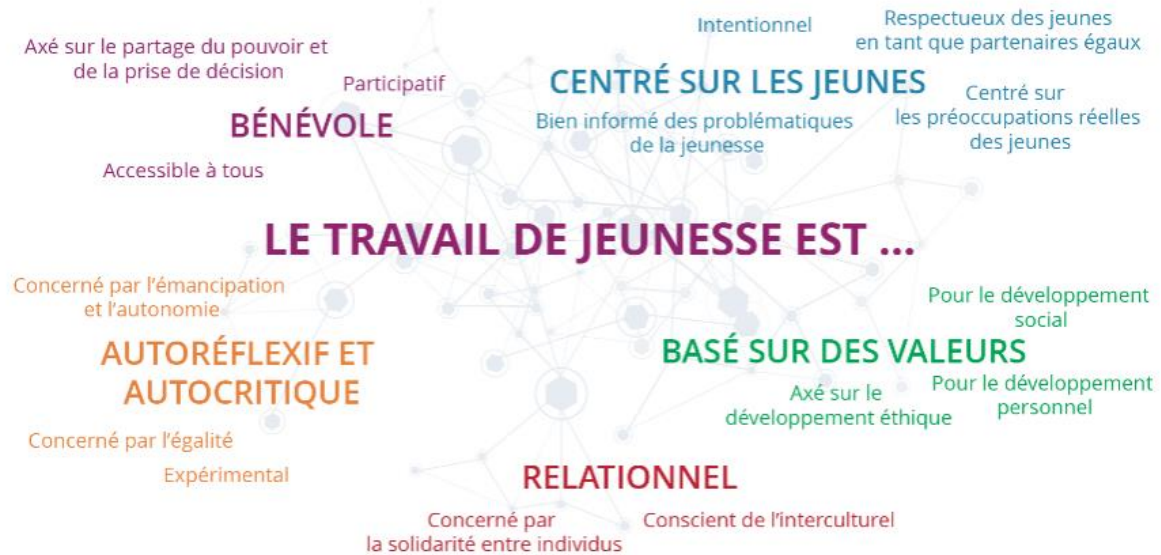 Axé sur le partage du pouvoir et
de la prise de décision
Participatif
BÉNÉVOLE
Accessible à tous
Intentionnel
Respectueux des jeunes
en tant que partenaires égaux
CENTRÉ SUR LES JEUNES
Bien informé des problématiques
de la jeunesse
Centré sur
les préoccupations réelles
des jeunes
LE TRAVAIL DE JEUNESSE EST ...
Concerné par l’émancipation
et l’autonomie
AUTORÉFLEXIF ET
AUTOCRITIQUE
Concerné par l’égalité
Expérimental
Pour le développement
social
BASÉ SUR DES VALEURS
Axé sur le
développement éthique
Pour le développement
personnel
RELATIONNEL
Concerné par
la solidarité entre individus
Conscient de l’interculturel